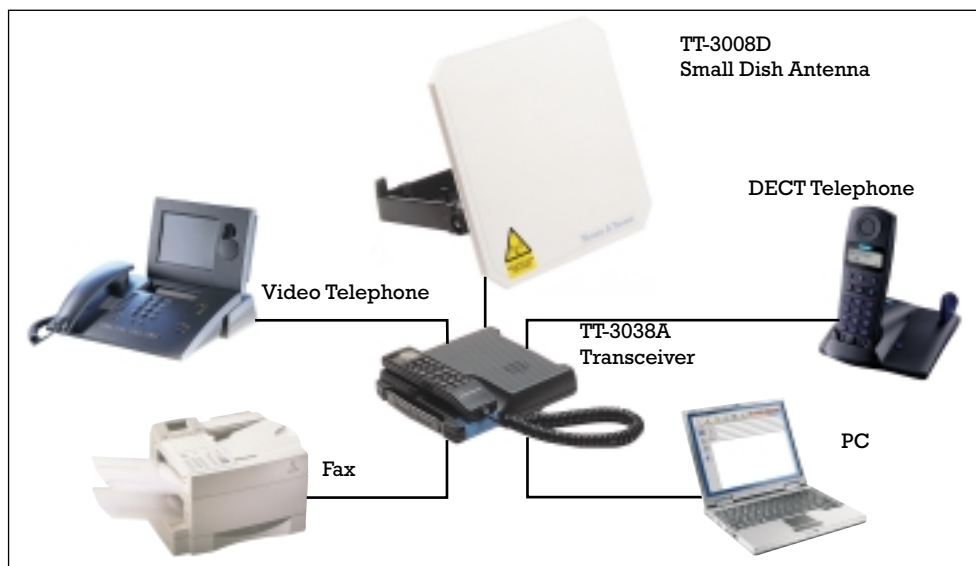 TT-3008D
Small Dish Antenna
DECT Telephone
Video Telephone
TT-3038A
Transceiver
Fax
PC